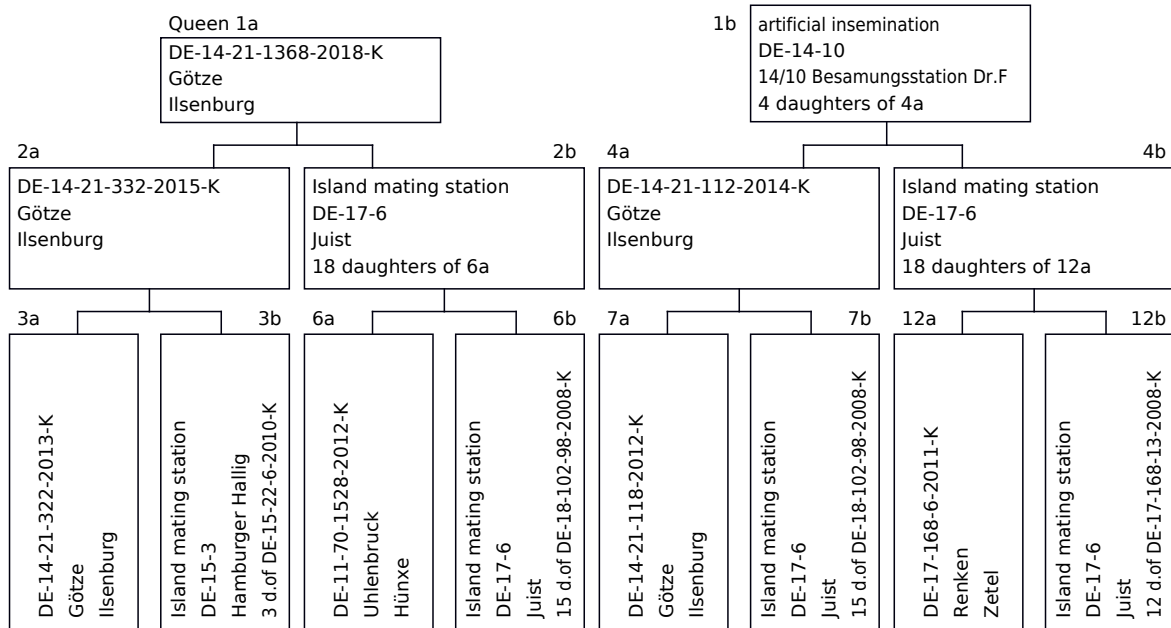 Queen 1a
DE-14-21-1368-2018-K
Götze
Ilsenburg
1b
artificial insemination
DE-14-10
14/10 Besamungsstation Dr.F
4 daughters of 4a
2a
DE-14-21-332-2015-K
Götze
Ilsenburg
2b
Island mating station
DE-17-6
Juist
18 daughters of 6a
4a
DE-14-21-112-2014-K
Götze
Ilsenburg
4b
Island mating station
DE-17-6
Juist
18 daughters of 12a
3a
DE-14-21-322-2013-K
Götze
Ilsenburg
3b
Island mating station
DE-15-3
Hamburger Hallig
3 d.of DE-15-22-6-2010-K
6a
DE-11-70-1528-2012-K
Uhlenbruck
Hünxe
6b
Island mating station
DE-17-6
Juist
15 d.of DE-18-102-98-2008-K
7a
DE-14-21-118-2012-K
Götze
Ilsenburg
7b
Island mating station
DE-17-6
Juist
15 d.of DE-18-102-98-2008-K
12a
DE-17-168-6-2011-K
Renken
Zetel
12b
Island mating station
DE-17-6
Juist
12 d.of DE-17-168-13-2008-K